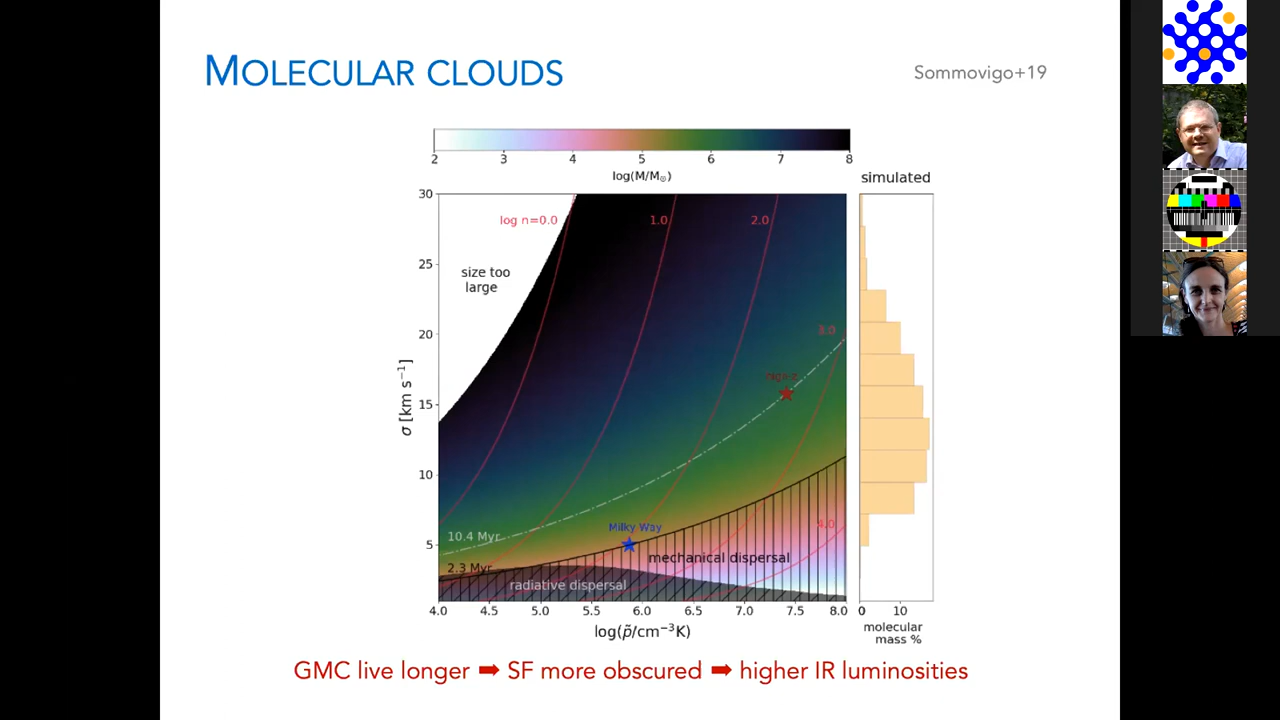 MOLECULAR CLOUDS
Sommovigo+19
2 3 4 5 6 7 8
log(M/M☉)
simulated
30
25
20
15
10
5
σ [km s⁻¹]
log n=0.0
1.0
2.0
3.0
4.0
size too
large
high-z
Milky Way
10.4 Myr
2.3 Myr
mechanical dispersal
radiative dispersal
4.0 4.5 5.0 5.5 6.0 6.5 7.0 7.5 8.0
log(p̃/cm⁻³K)
0 10
molecular
mass %
GMC live longer ➡ SF more obscured ➡ higher IR luminosities